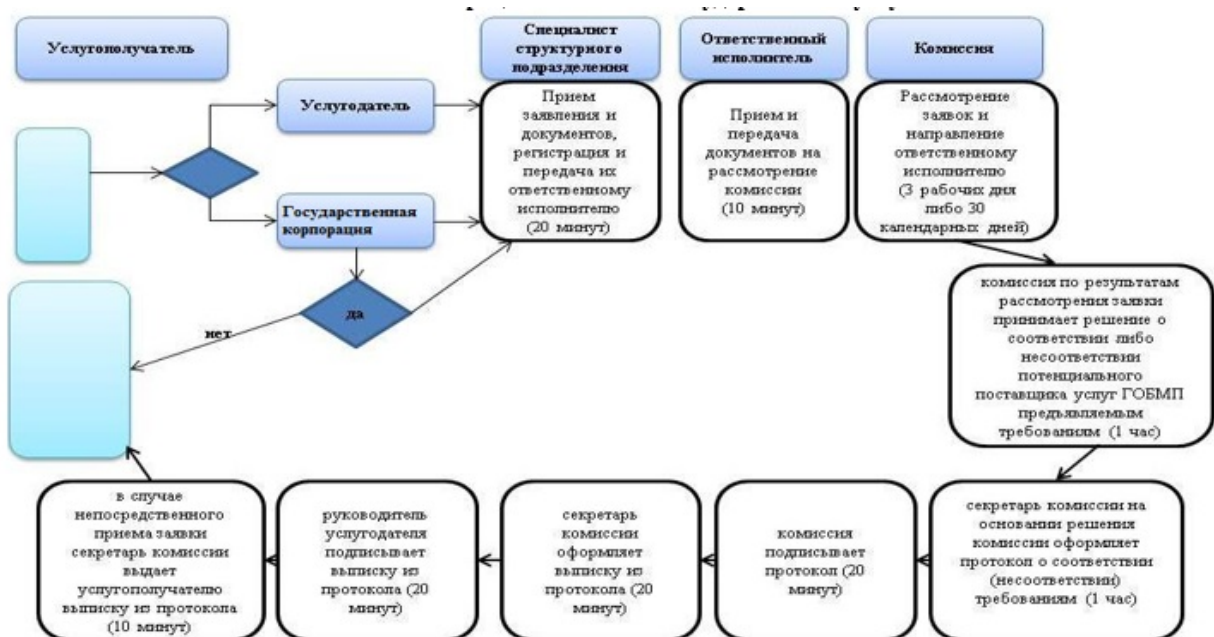 Услугополучатель
Специалист
структурного
подразделения
Ответственный
исполнитель
Комиссия
Услугодатель
Государственная
корпорация
да
нет
Прием
заявления и
документов,
регистрация и
передача их
ответственному
исполнителю
(20 минут)
Прием и
передача
документов на
рассмотрение
комиссии
(10 минут)
Рассмотрение
заявок и
направление
ответственному
исполнителю
(3 рабочих дня
либо 30
календарных дней)
комиссия по результатам
рассмотрения заявки
принимает решение о
соответствии либо
несоответствии
потенциального
поставщика услуг ГОБМП
предъявляемым
требованиям (1 час)
секретарь комиссии на
основании решения
комиссии оформляет
протокол о соответствии
(несоответствии)
требованиям (1 час)
комиссия
подписывает
протокол (20
минут)
секретарь
комиссии
оформляет
выписку из
протокола (20
минут)
руководитель
услугодателя
подписывает
выписку из
протокола (20
минут)
в случае
непосредственного
приема заявки
секретарь комиссии
выдает
услугополучателю
выписку из протокола
(10 минут)